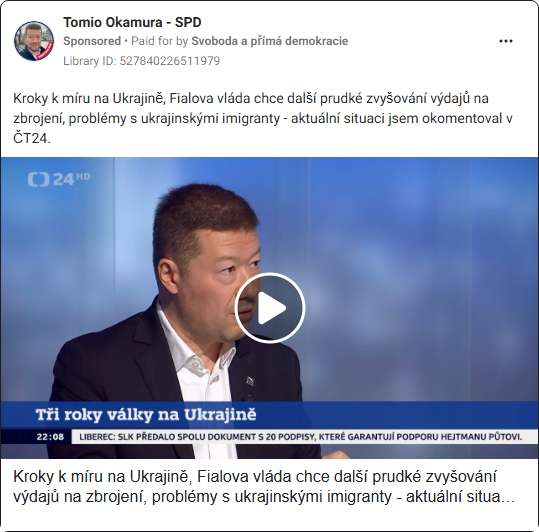 Tomio Okamura - SPD
Sponsored • Paid for by Svoboda a přímá demokracie
Library ID: 527840226511979
Kroky k míru na Ukrajině, Fialova vláda chce další prudké zvyšování výdajů na
zbrojení, problémy s ukrajinskými imigranty - aktuální situaci jsem okomentoval v
ČT24.
24 HD
Tři roky války na Ukrajině
22:08 LIBEREC: SLK PŘEDALO SPOLU DOKUMENT S 20 PODPISY, KTERÉ GARANTUJÍ PODPORU HEJTMANU PŮTOVI.
Kroky k míru na Ukrajině, Fialova vláda chce další prudké zvyšování
výdajů na zbrojení, problémy s ukrajinskými imigranty - aktuální situa...